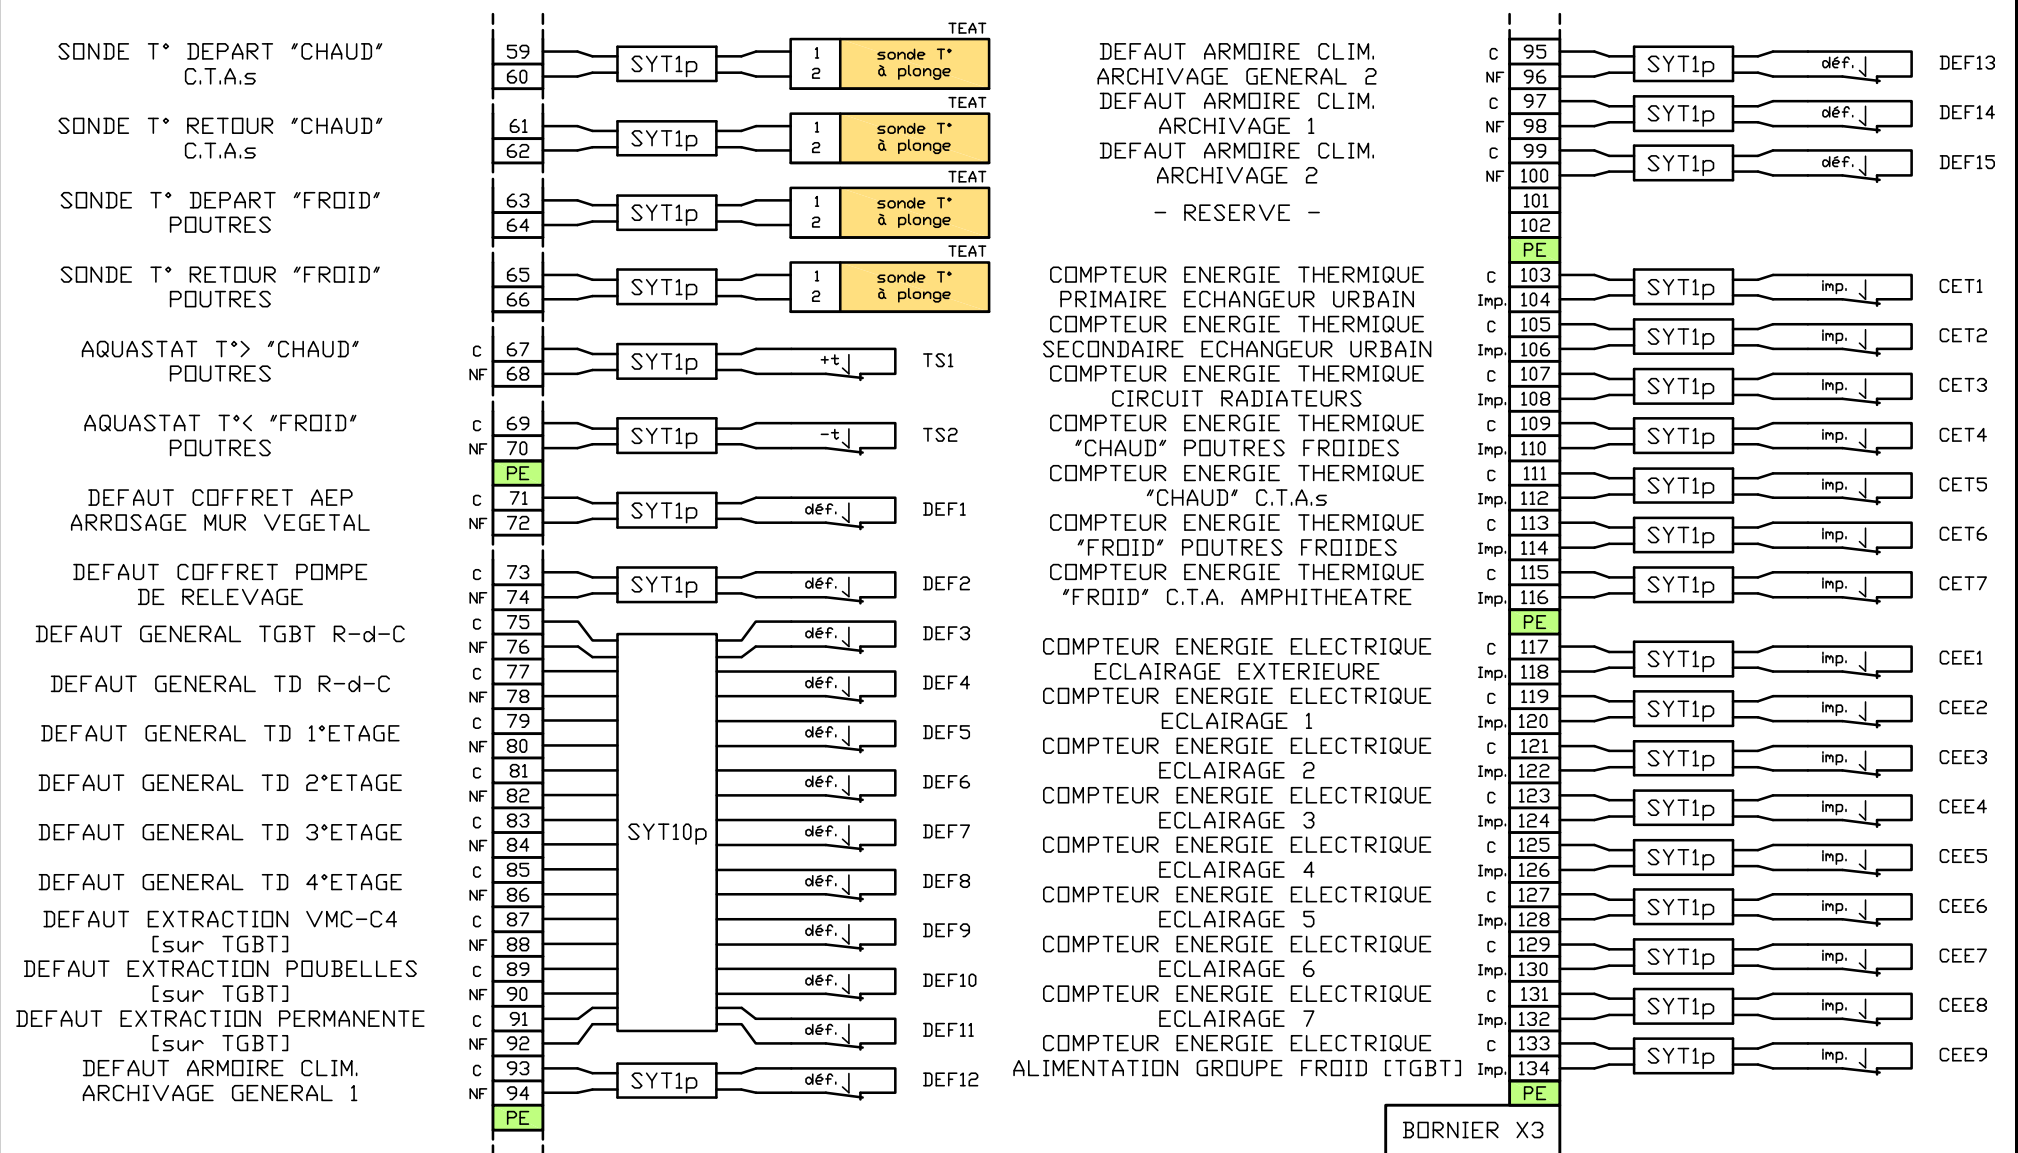 TEAT
SONDE T° DEPART "CHAUD"
C.T.A.s
59
60
SYT1p
1
2
sonde T°
à plonge
TEAT
SONDE T° RETOUR "CHAUD"
C.T.A.s
61
62
SYT1p
1
2
sonde T°
à plonge
TEAT
SONDE T° DEPART "FROID"
POUTRES
63
64
SYT1p
1
2
sonde T°
à plonge
TEAT
SONDE T° RETOUR "FROID"
POUTRES
65
66
SYT1p
1
2
sonde T°
à plonge
AQUASTAT T°> "CHAUD"
POUTRES
C 67
NF 68
SYT1p
+t
TS1
AQUASTAT T°< "FROID"
POUTRES
C 69
NF 70
SYT1p
-t
TS2
PE
DEFAUT COFFRET AEP
ARROSAGE MUR VEGETAL
C 71
NF 72
SYT1p
déf.
DEF1
DEFAUT COFFRET POMPE
DE RELEVAGE
C 73
NF 74
SYT1p
déf.
DEF2
DEFAUT GENERAL TGBT R-d-C
C 75
NF 76
déf.
DEF3
DEFAUT GENERAL TD R-d-C
C 77
NF 78
déf.
DEF4
DEFAUT GENERAL TD 1°ETAGE
C 79
NF 80
déf.
DEF5
DEFAUT GENERAL TD 2°ETAGE
C 81
NF 82
déf.
DEF6
DEFAUT GENERAL TD 3°ETAGE
C 83
NF 84
SYT10p
déf.
DEF7
DEFAUT GENERAL TD 4°ETAGE
C 85
NF 86
déf.
DEF8
DEFAUT EXTRACTION VMC-C4
[sur TGBT]
C 87
NF 88
déf.
DEF9
DEFAUT EXTRACTION POUBELLES
[sur TGBT]
C 89
NF 90
déf.
DEF10
DEFAUT EXTRACTION PERMANENTE
[sur TGBT]
C 91
NF 92
déf.
DEF11
DEFAUT ARMOIRE CLIM.
ARCHIVAGE GENERAL 1
C 93
NF 94
SYT1p
déf.
DEF12
PE
DEFAUT ARMOIRE CLIM.
ARCHIVAGE GENERAL 2
C 95
NF 96
SYT1p
déf.
DEF13
DEFAUT ARMOIRE CLIM.
ARCHIVAGE 1
C 97
NF 98
SYT1p
déf.
DEF14
DEFAUT ARMOIRE CLIM.
ARCHIVAGE 2
C 99
NF 100
SYT1p
déf.
DEF15
- RESERVE -
101
102
PE
COMPTEUR ENERGIE THERMIQUE
PRIMAIRE ECHANGEUR URBAIN
C 103
Imp. 104
SYT1p
imp.
CET1
COMPTEUR ENERGIE THERMIQUE
SECONDAIRE ECHANGEUR URBAIN
C 105
Imp. 106
SYT1p
imp.
CET2
COMPTEUR ENERGIE THERMIQUE
CIRCUIT RADIATEURS
C 107
Imp. 108
SYT1p
imp.
CET3
COMPTEUR ENERGIE THERMIQUE
"CHAUD" POUTRES FROIDES
C 109
Imp. 110
SYT1p
imp.
CET4
COMPTEUR ENERGIE THERMIQUE
"CHAUD" C.T.A.s
C 111
Imp. 112
SYT1p
imp.
CET5
COMPTEUR ENERGIE THERMIQUE
"FROID" POUTRES FROIDES
C 113
Imp. 114
SYT1p
imp.
CET6
COMPTEUR ENERGIE THERMIQUE
"FROID" C.T.A. AMPHITHEATRE
C 115
Imp. 116
SYT1p
imp.
CET7
PE
COMPTEUR ENERGIE ELECTRIQUE
ECLAIRAGE EXTERIEURE
C 117
Imp. 118
SYT1p
imp.
CEE1
COMPTEUR ENERGIE ELECTRIQUE
ECLAIRAGE 1
C 119
Imp. 120
SYT1p
imp.
CEE2
COMPTEUR ENERGIE ELECTRIQUE
ECLAIRAGE 2
C 121
Imp. 122
SYT1p
imp.
CEE3
COMPTEUR ENERGIE ELECTRIQUE
ECLAIRAGE 3
C 123
Imp. 124
SYT1p
imp.
CEE4
COMPTEUR ENERGIE ELECTRIQUE
ECLAIRAGE 4
C 125
Imp. 126
SYT1p
imp.
CEE5
COMPTEUR ENERGIE ELECTRIQUE
ECLAIRAGE 5
C 127
Imp. 128
SYT1p
imp.
CEE6
COMPTEUR ENERGIE ELECTRIQUE
ECLAIRAGE 6
C 129
Imp. 130
SYT1p
imp.
CEE7
COMPTEUR ENERGIE ELECTRIQUE
ECLAIRAGE 7
C 131
Imp. 132
SYT1p
imp.
CEE8
COMPTEUR ENERGIE ELECTRIQUE
ALIMENTATION GROUPE FROID [TGBT]
C 133
Imp. 134
SYT1p
imp.
CEE9
PE
BORNIER X3